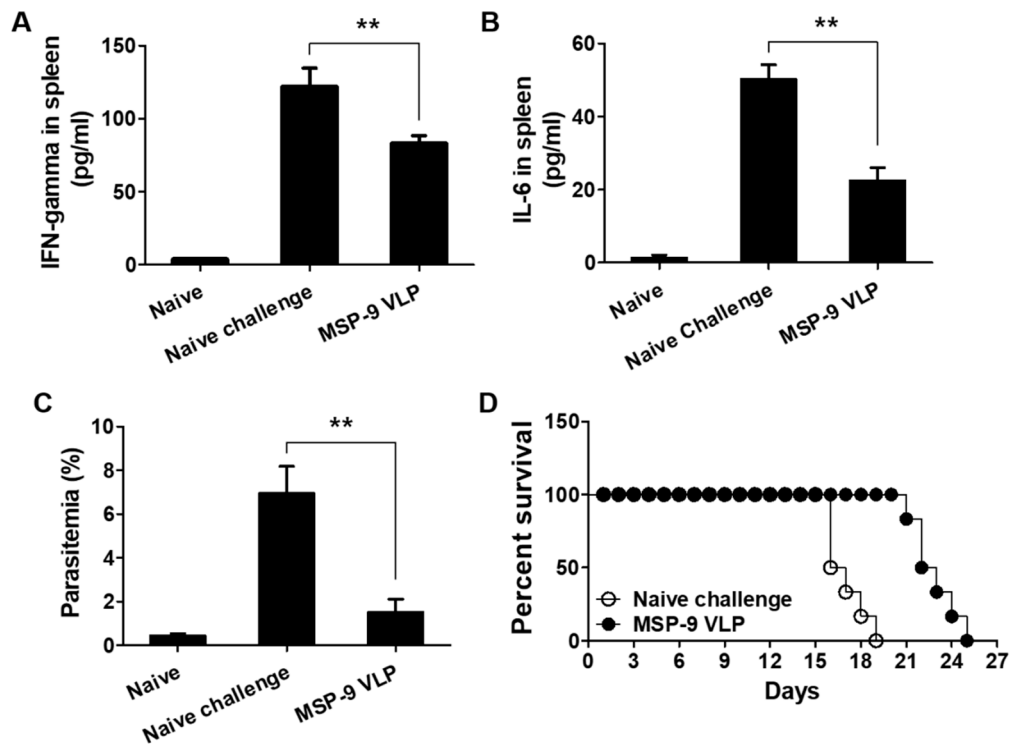 A
IFN-gamma in spleen
(pg/ml)
150
100
50
0
**
Naive
Naive challenge
MSP-9 VLP
B
IL-6 in spleen
(pg/ml)
60
40
20
0
**
Naive
Naive Challenge
MSP-9 VLP
C
Parasitemia (%)
10
8
6
4
2
0
**
Naive
Naive challenge
MSP-9 VLP
D
Percent survival
150
100
50
0
Naive challenge
MSP-9 VLP
0 3 6 9 12 15 18 21 24 27
Days